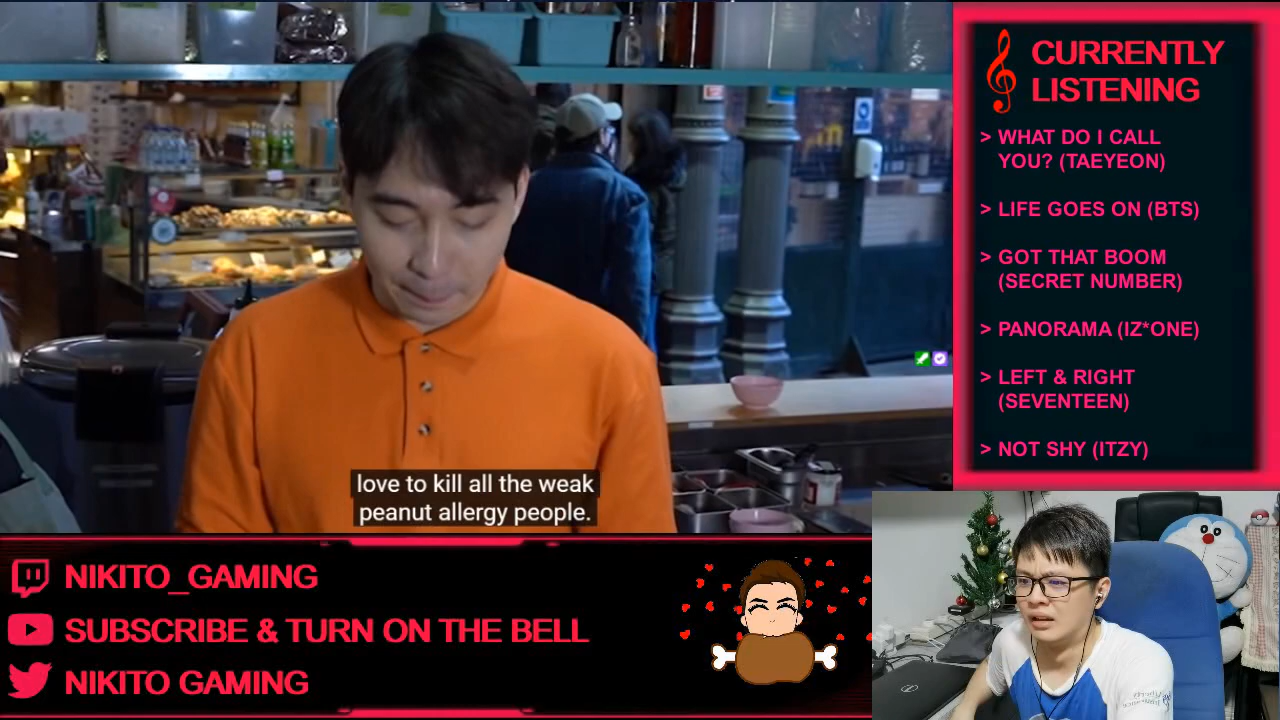 CURRENTLY
LISTENING
> WHAT DO I CALL
YOU? (TAEYEON)
> LIFE GOES ON (BTS)
> GOT THAT BOOM
(SECRET NUMBER)
> PANORAMA (IZ*ONE)
> LEFT & RIGHT
(SEVENTEEN)
> NOT SHY (ITZY)
love to kill all the weak
peanut allergy people.
NIKITO_GAMING
SUBSCRIBE & TURN ON THE BELL
NIKITO GAMING